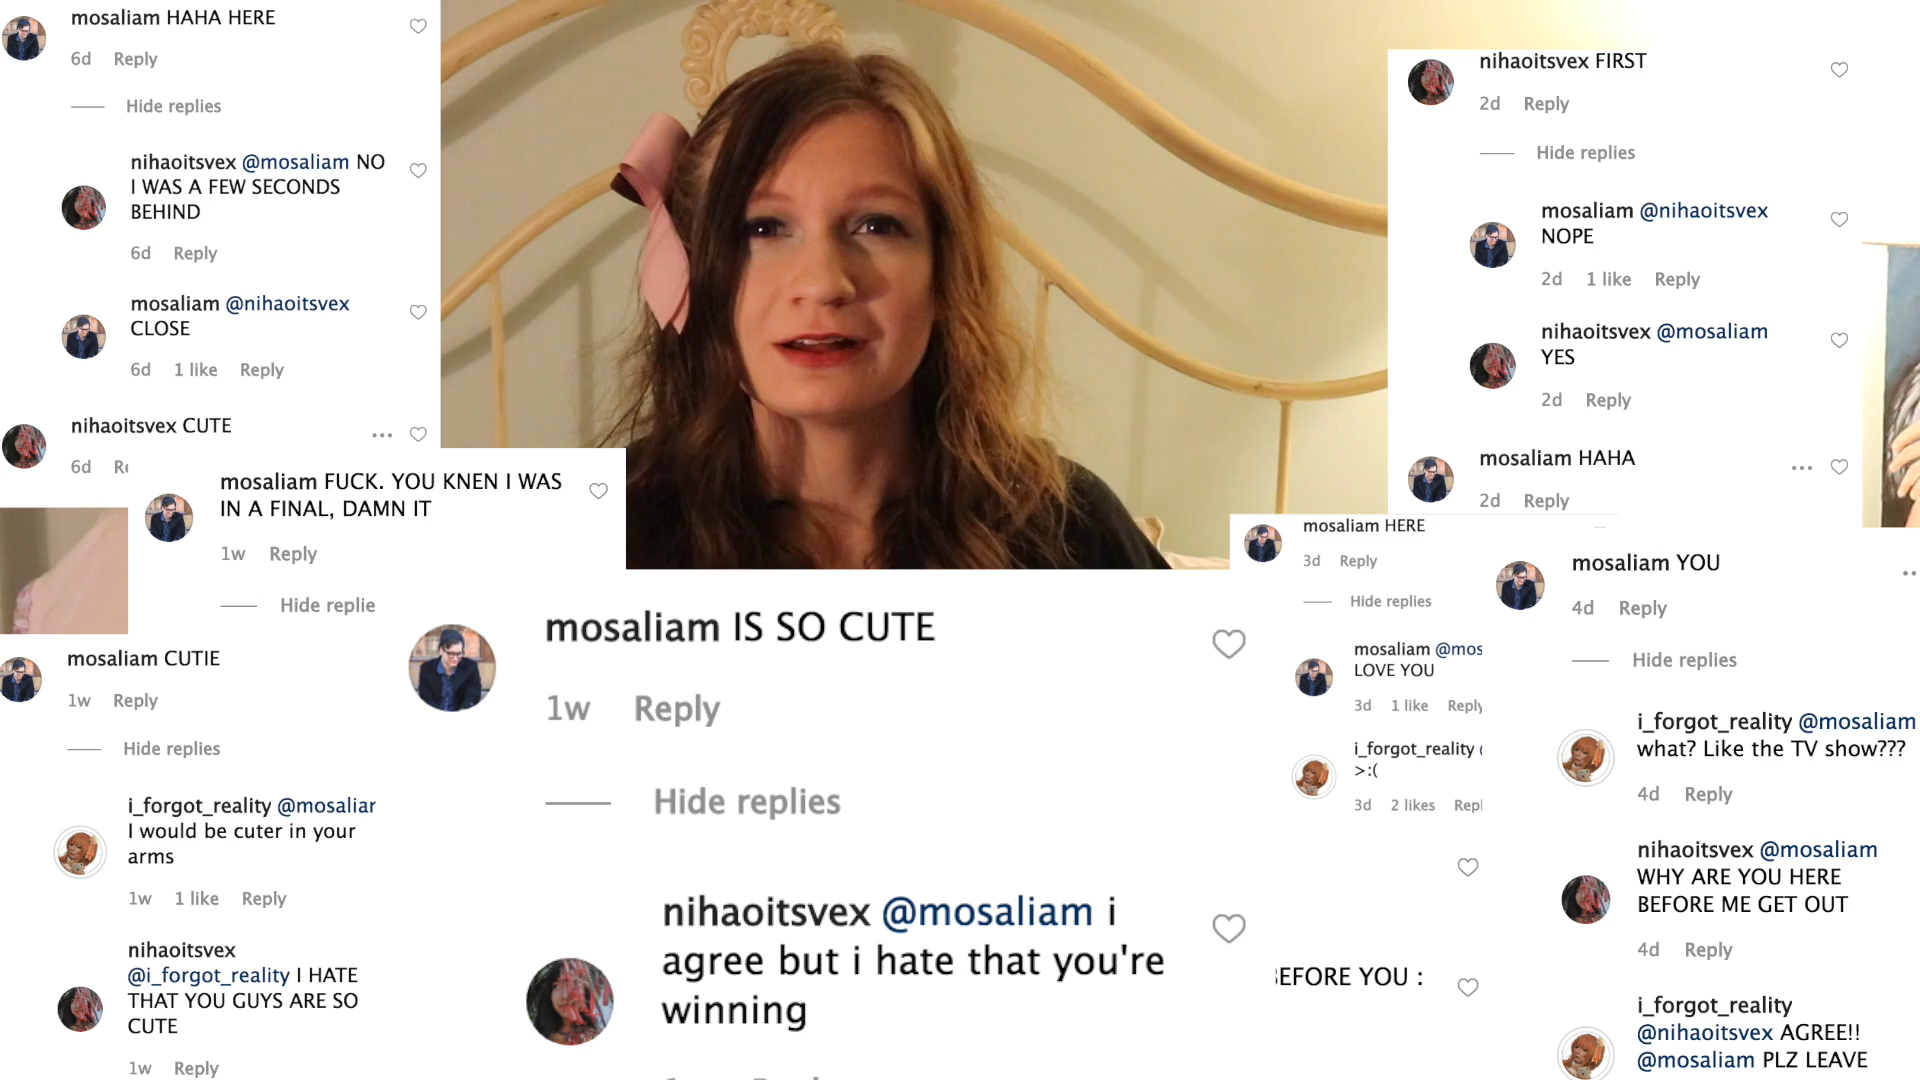 mosaliam HAHA HERE
6d Reply
Hide replies
nihaoitsvex @mosaliam NO
I WAS A FEW SECONDS
BEHIND
6d Reply
mosaliam @nihaoitsvex
CLOSE
6d 1 like Reply
nihaoitsvex CUTE
6d Re
mosaliam FUCK. YOU KNEN I WAS
IN A FINAL, DAMN IT
1w Reply
Hide replie
mosaliam CUTIE
1w Reply
Hide replies
i_forgot_reality @mosaliar
I would be cuter in your
arms
1w 1 like Reply
nihaoitsvex
@i_forgot_reality I HATE
THAT YOU GUYS ARE SO
CUTE
1w Reply
mosaliam IS SO CUTE
1w Reply
Hide replies
nihaoitsvex @mosaliam i
agree but i hate that you're
winning
nihaoitsvex FIRST
2d Reply
Hide replies
mosaliam @nihaoitsvex
NOPE
2d 1 like Reply
nihaoitsvex @mosaliam
YES
2d Reply
mosaliam HAHA
2d Reply
mosaliam HERE
3d Reply
Hide replies
mosaliam @mos
LOVE YOU
3d 1 like Reply
i_forgot_reality
>:(
3d 2 likes Repl
EFORE YOU :
mosaliam YOU
4d Reply
Hide replies
i_forgot_reality @mosaliam
what? Like the TV show???
4d Reply
nihaoitsvex @mosaliam
WHY ARE YOU HERE
BEFORE ME GET OUT
4d Reply
i_forgot_reality
@nihaoitsvex AGREE!!
@mosaliam PLZ LEAVE